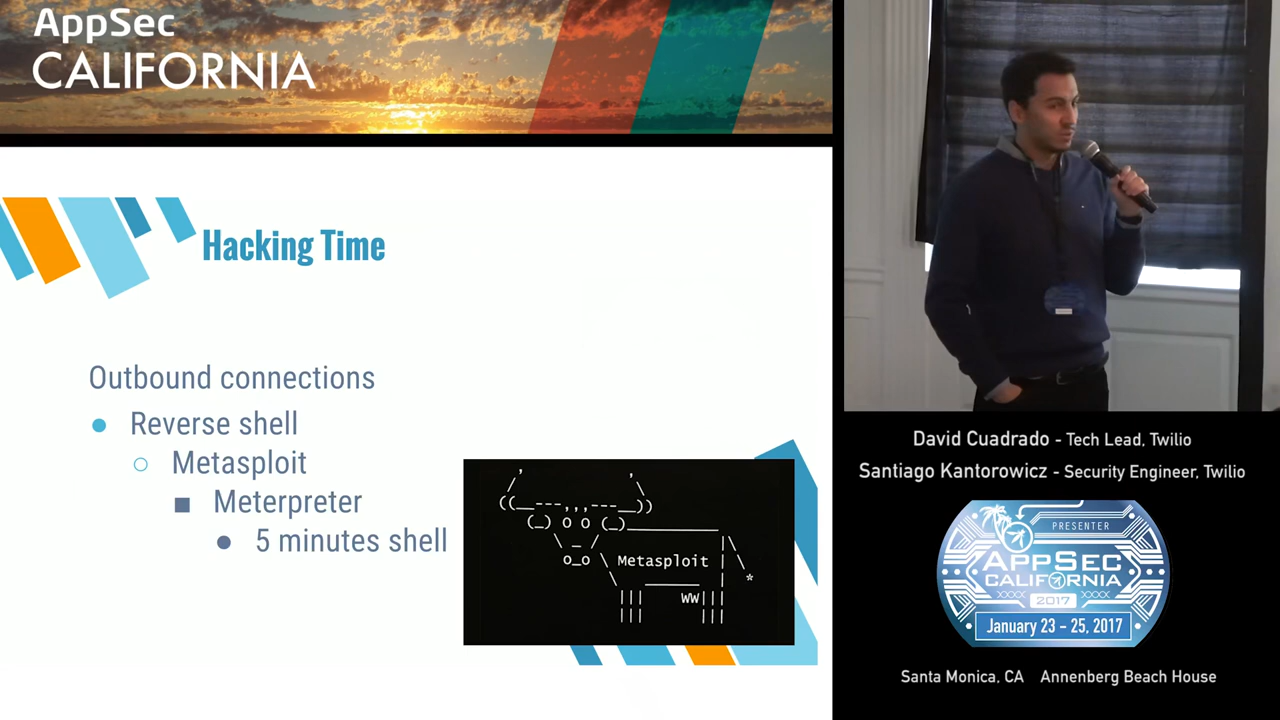 AppSec
CALIFORNIA
Hacking Time
Outbound connections
Reverse shell
Metasploit
Meterpreter
5 minutes shell
Metasploit
David Cuadrado - Tech Lead, Twilio
Santiago Kantorowicz - Security Engineer, Twilio
PRESENTER
APPSEC
CALIFORNIA
2017
January 23 – 25, 2017
Santa Monica, CA Annenberg Beach House